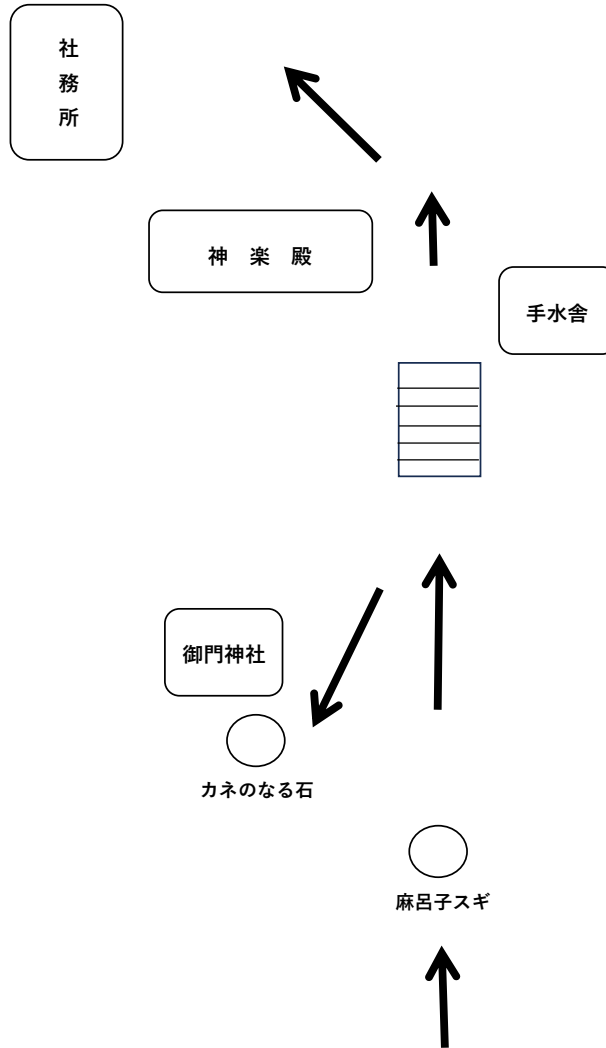 社務所
神楽殿
手水舎
御門神社
カネのなる石
麻呂子スギ